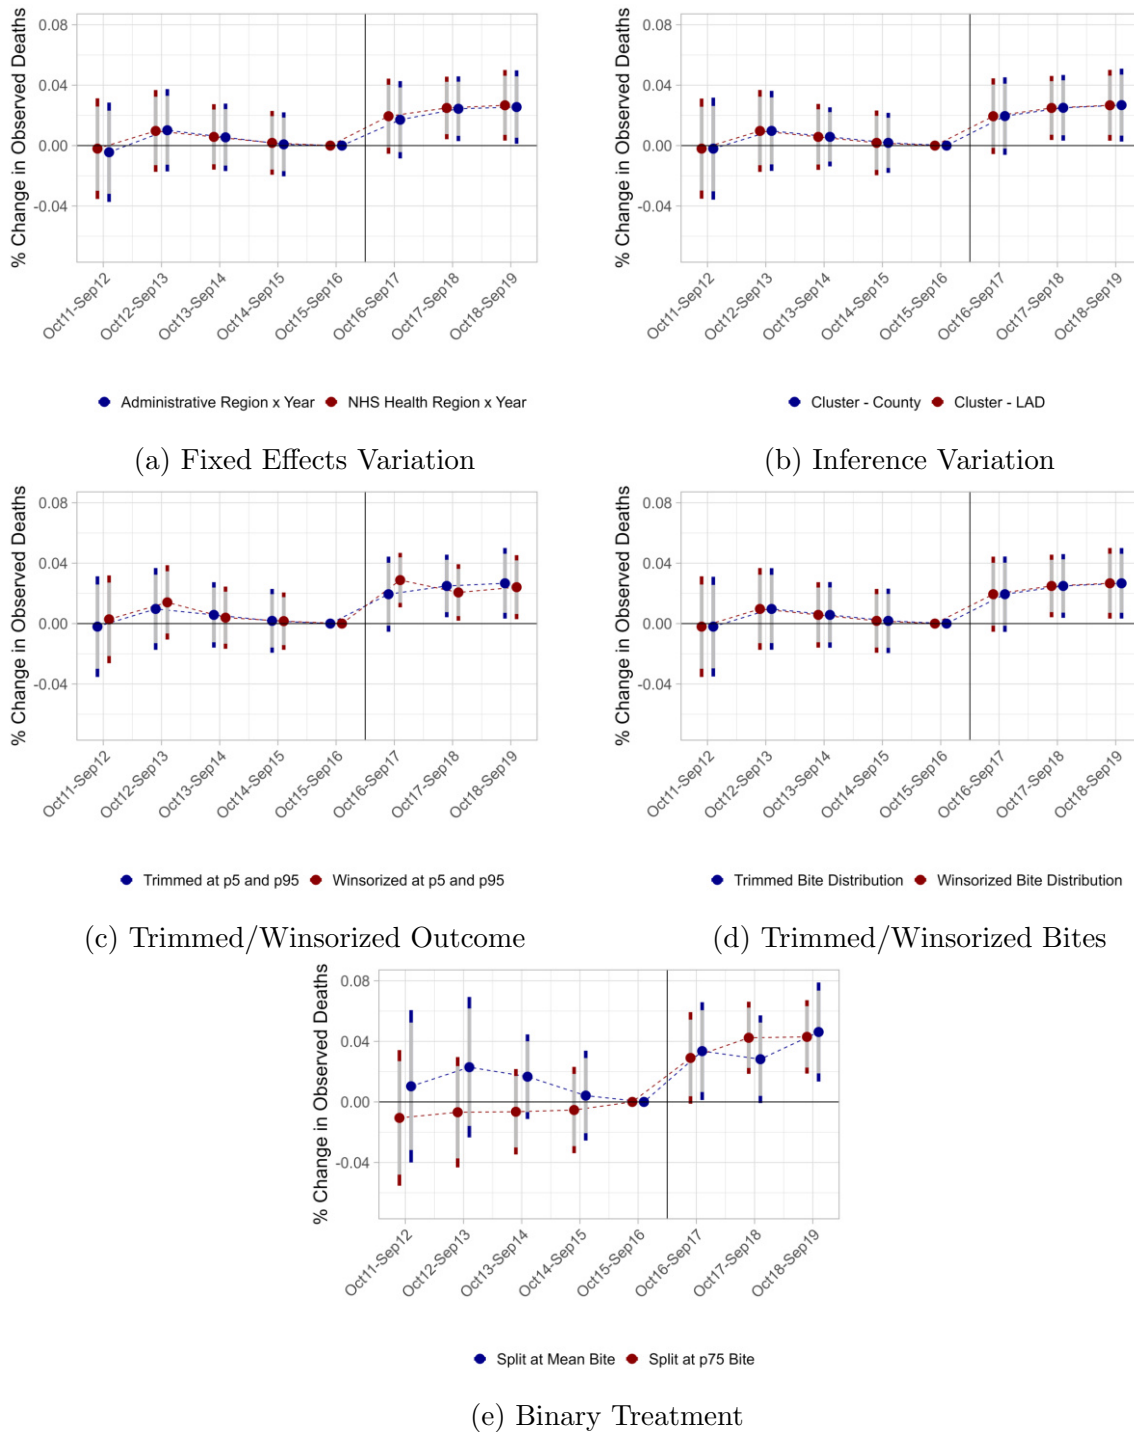 % Change in Observed Deaths
0.08
0.04
0.00
-0.04
Oct11-Sep12
Oct12-Sep13
Oct13-Sep14
Oct14-Sep15
Oct15-Sep16
Oct16-Sep17
Oct17-Sep18
Oct18-Sep19
Administrative Region x Year NHS Health Region x Year
(a) Fixed Effects Variation
% Change in Observed Deaths
0.08
0.04
0.00
-0.04
Oct11-Sep12
Oct12-Sep13
Oct13-Sep14
Oct14-Sep15
Oct15-Sep16
Oct16-Sep17
Oct17-Sep18
Oct18-Sep19
Cluster - County Cluster - LAD
(b) Inference Variation
% Change in Observed Deaths
0.08
0.04
0.00
-0.04
Oct11-Sep12
Oct12-Sep13
Oct13-Sep14
Oct14-Sep15
Oct15-Sep16
Oct16-Sep17
Oct17-Sep18
Oct18-Sep19
Trimmed at p5 and p95 Winsorized at p5 and p95
(c) Trimmed/Winsorized Outcome
% Change in Observed Deaths
0.08
0.04
0.00
-0.04
Oct11-Sep12
Oct12-Sep13
Oct13-Sep14
Oct14-Sep15
Oct15-Sep16
Oct16-Sep17
Oct17-Sep18
Oct18-Sep19
Trimmed Bite Distribution Winsorized Bite Distribution
(d) Trimmed/Winsorized Bites
% Change in Observed Deaths
0.08
0.04
0.00
-0.04
Oct11-Sep12
Oct12-Sep13
Oct13-Sep14
Oct14-Sep15
Oct15-Sep16
Oct16-Sep17
Oct17-Sep18
Oct18-Sep19
Split at Mean Bite Split at p75 Bite
(e) Binary Treatment